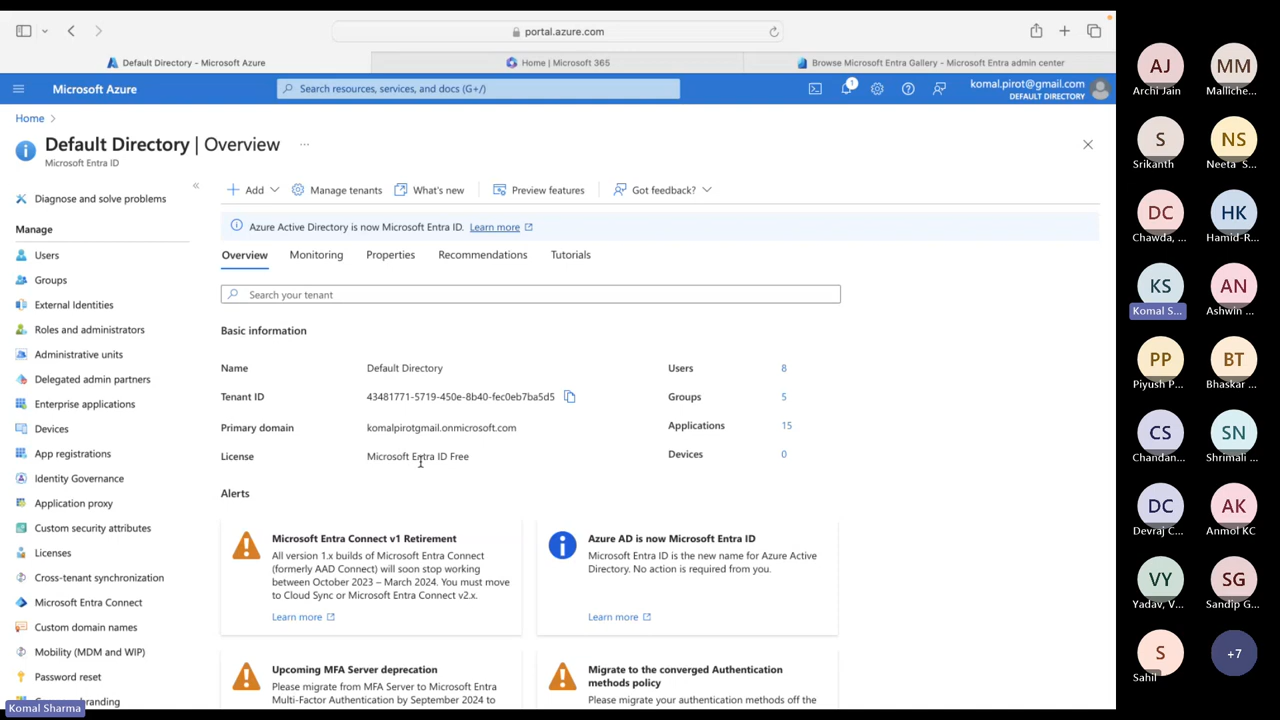 portal.azure.com
Default Directory - Microsoft Azure
Home | Microsoft 365
Browse Microsoft Entra Gallery - Microsoft Entra admin center
Microsoft Azure
Search resources, services, and docs (G+/)
1
komal.pirot@gmail.com
DEFAULT DIRECTORY
Home
Default Directory | Overview
Microsoft Entra ID
Diagnose and solve problems
Manage
Users
Groups
External Identities
Roles and administrators
Administrative units
Delegated admin partners
Enterprise applications
Devices
App registrations
Identity Governance
Application proxy
Custom security attributes
Licenses
Cross-tenant synchronization
Microsoft Entra Connect
Custom domain names
Mobility (MDM and WIP)
Password reset
Komal Sharma
Add
Manage tenants
What's new
Preview features
Got feedback?
Azure Active Directory is now Microsoft Entra ID. Learn more
Overview
Monitoring
Properties
Recommendations
Tutorials
Search your tenant
Basic information
Name Default Directory
Users 8
Tenant ID 43481771-5719-450e-8b40-fec0eb7ba5d5
Groups 5
Primary domain komalpirotgmail.onmicrosoft.com
Applications 15
License Microsoft Entra ID Free
Devices 0
Alerts
Microsoft Entra Connect v1 Retirement
All version 1.x builds of Microsoft Entra Connect
(formerly AAD Connect) will soon stop working
between October 2023 – March 2024. You must move
to Cloud Sync or Microsoft Entra Connect v2.x.
Learn more
Azure AD is now Microsoft Entra ID
Microsoft Entra ID is the new name for Azure Active
Directory. No action is required from you.
Learn more
Upcoming MFA Server deprecation
Please migrate from MFA Server to Microsoft Entra
Multi-Factor Authentication by September 2024 to
Migrate to the converged Authentication
methods policy
Please migrate your authentication methods off the
AJ
Archi Jain
MM
Malliche...
S
Srikanth
NS
Neeta S...
DC
Chawda, ...
HK
Hamid-R...
KS
Komal S...
AN
Ashwin ...
PP
Piyush P...
BT
Bhaskar ...
CS
Chandan...
SN
Shrimali ...
DC
Devraj C...
AK
Anmol KC
VY
Yadav, V...
SG
Sandip G...
S
Sahil
+7